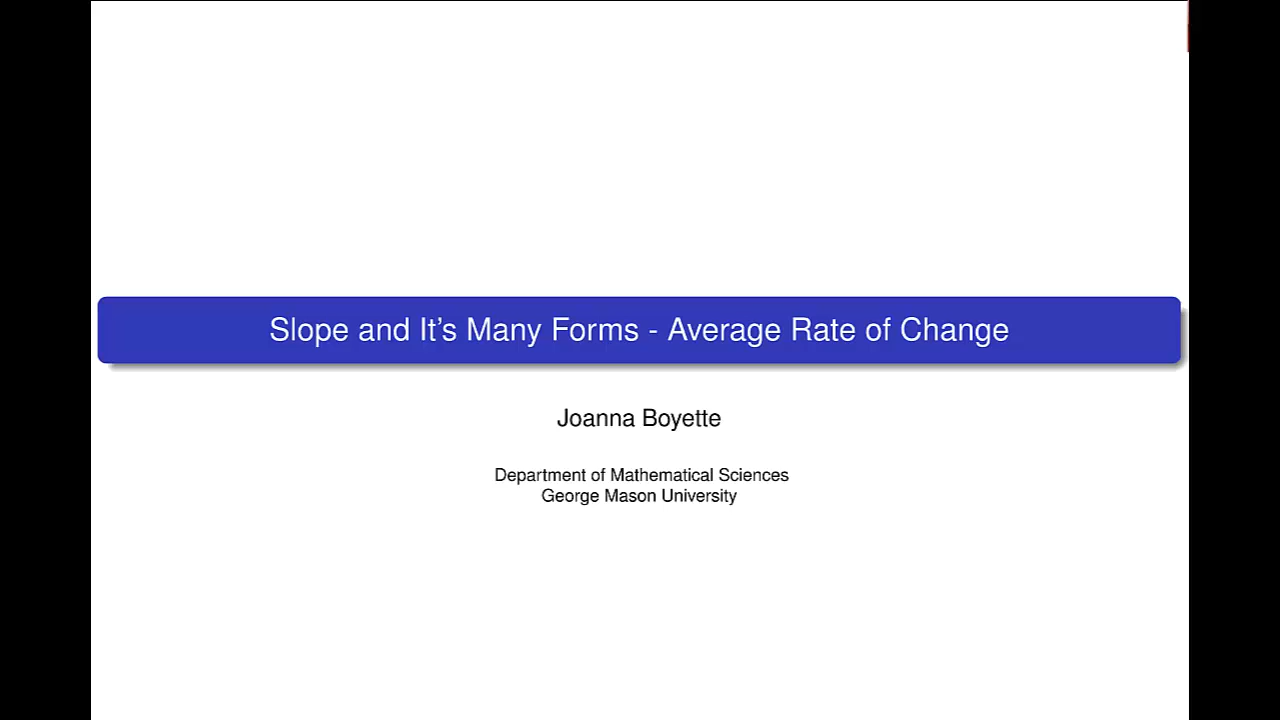 Slope and It's Many Forms - Average Rate of Change
Joanna Boyette
Department of Mathematical Sciences
George Mason University